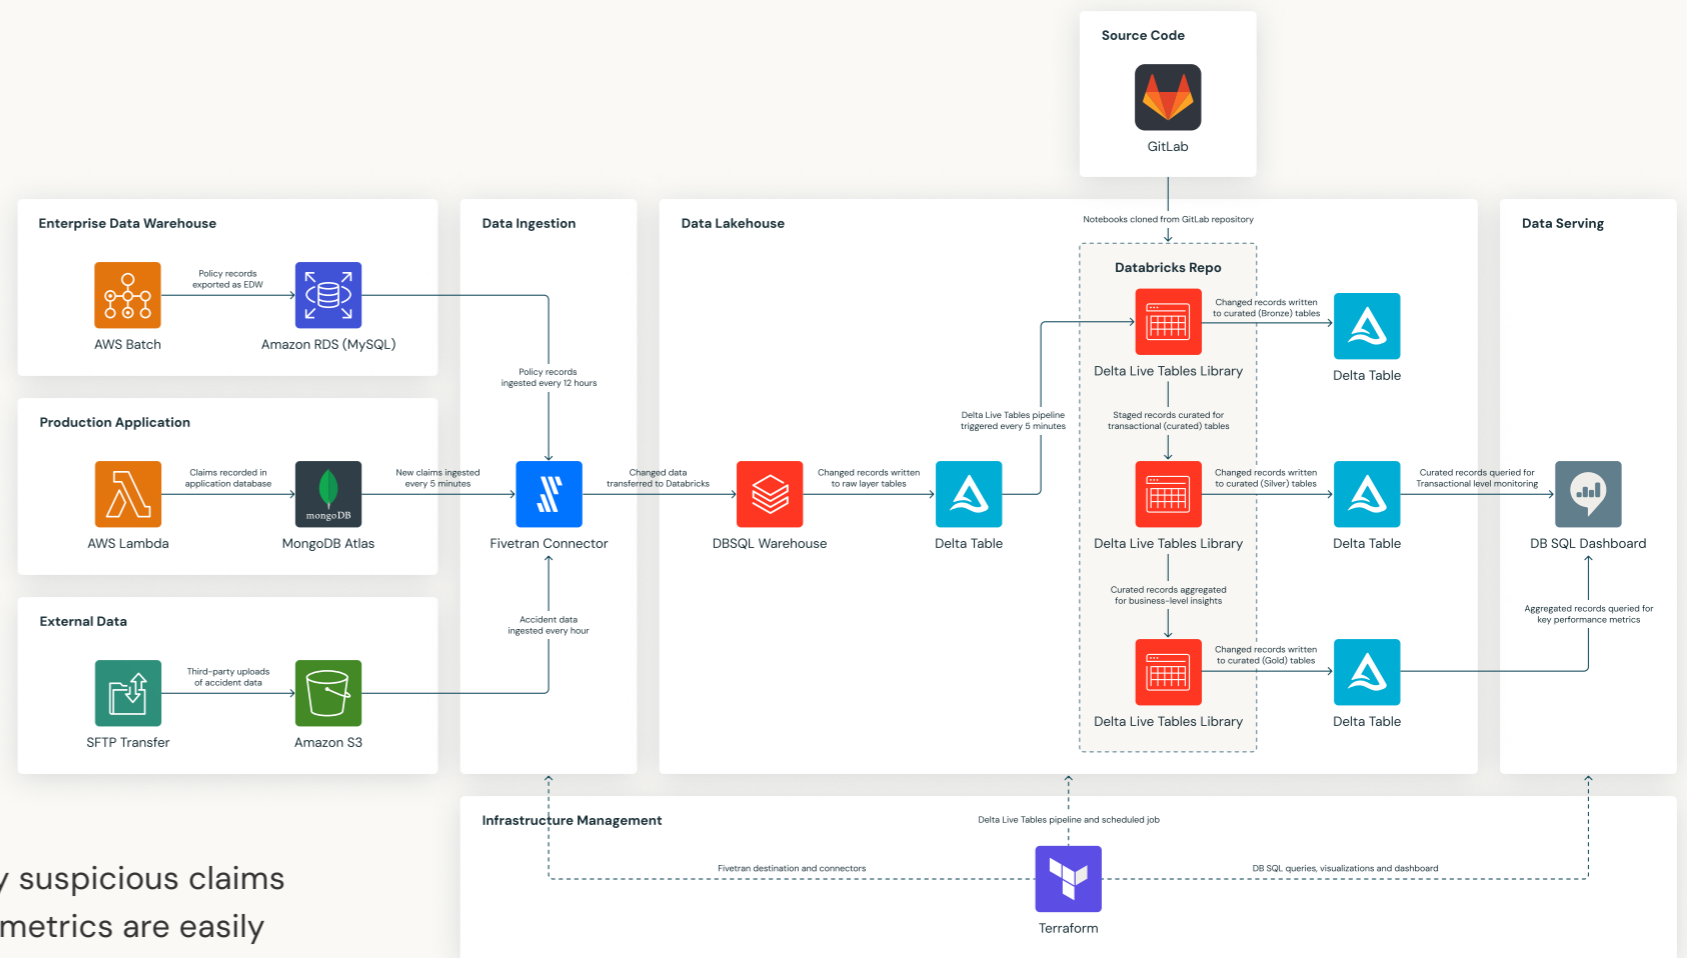 Source Code
GitLab
Notebooks cloned from GitLab repository
Enterprise Data Warehouse
Policy records
exported as EDW
AWS Batch
Amazon RDS (MySQL)
Production Application
Claims recorded in
application database
AWS Lambda
mongoDB
MongoDB Atlas
External Data
Third-party uploads
of accident data
SFTP Transfer
Amazon S3
Data Ingestion
Policy records
ingested every 12 hours
New claims ingested
every 5 minutes
Fivetran Connector
Accident data
ingested every hour
Data Lakehouse
Changed data
transferred to Databricks
DBSQL Warehouse
Changed records written
to raw layer tables
Delta Table
Delta Live Tables pipeline
triggered every 5 minutes
Databricks Repo
Delta Live Tables Library
Changed records written
to curated (Bronze) tables
Delta Table
Staged records curated for
transactional (curated) tables
Delta Live Tables Library
Changed records written
to curated (Silver) tables
Delta Table
Curated records aggregated
for business-level insights
Delta Live Tables Library
Changed records written
to curated (Gold) tables
Delta Table
Data Serving
Curated records queried for
Transactional level monitoring
DB SQL Dashboard
Aggregated records queried for
key performance metrics
Infrastructure Management
Delta Live Tables pipeline and scheduled job
Fivetran destination and connectors
DB SQL queries, visualizations and dashboard
Terraform
y suspicious claims
metrics are easily